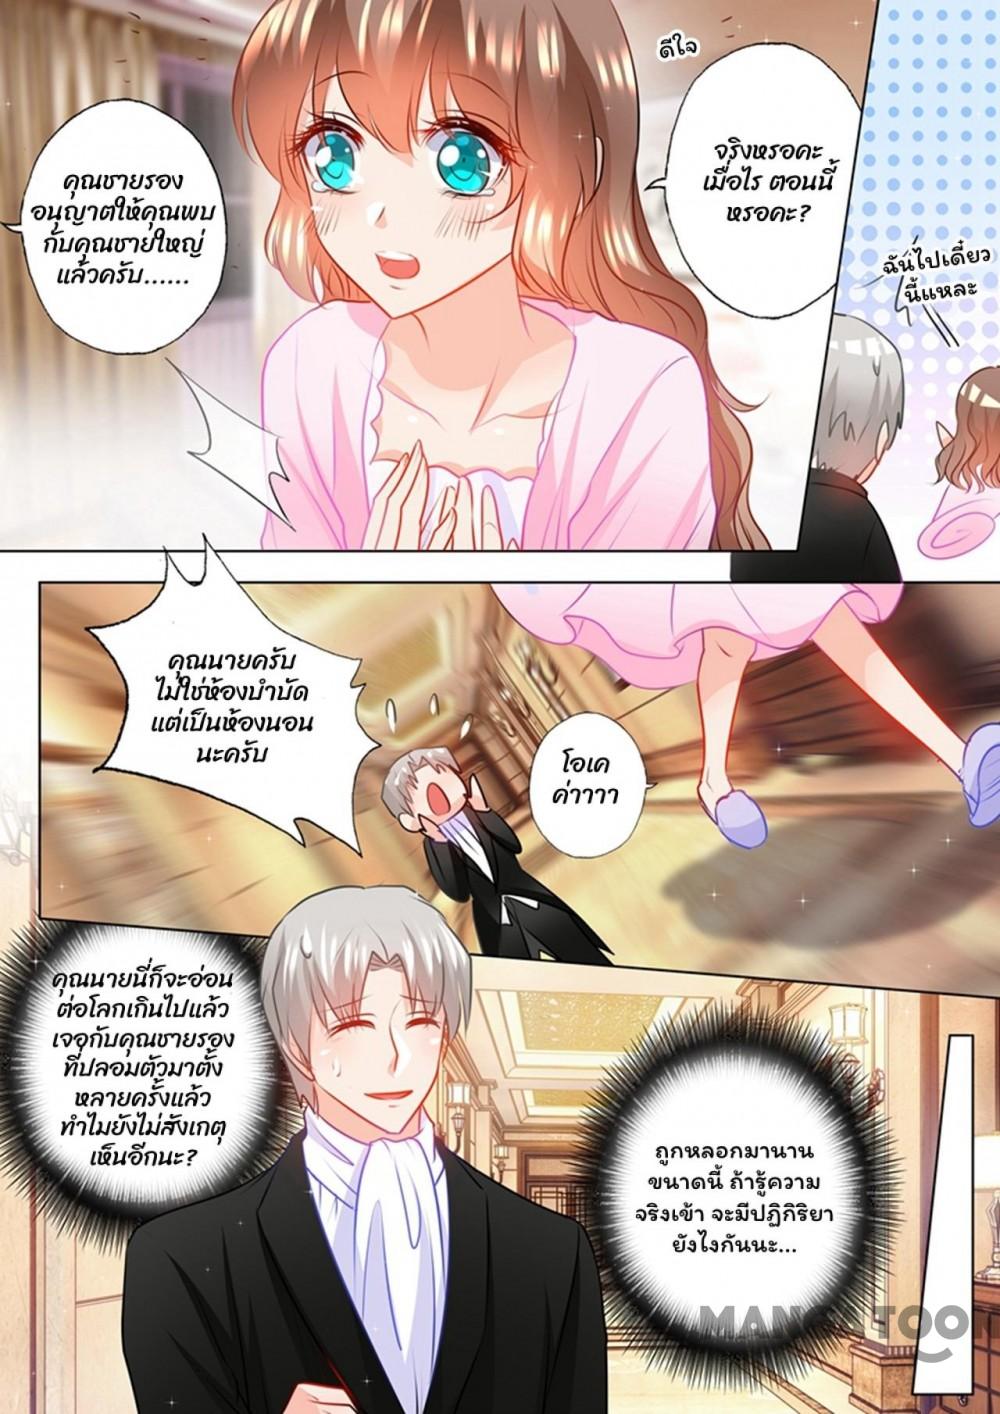 คุณชายรอง
อนุญาตให้คุณพบ
กับคุณชายใหญ่
แล้วครับ......
ดีใจ
จริงหรอคะ
เมื่อไร ตอนนี้
หรอคะ?
ฉันไปเดี๋ยว
นี้แหละ
คุณนายครับ
ไม่ใช่ห้องบำบัด
แต่เป็นห้องนอน
นะครับ
โอเค
ค่าาาา
คุณนายนี่ก็จะอ่อน
ต่อโลกเกินไปแล้ว
เจอกับคุณชายรอง
ที่ปลอมตัวมาตั้ง
หลายครั้งแล้ว
ทำไมยังไม่สังเกตุ
เห็นอีกนะ?
ถูกหลอกมานาน
ขนาดนี้ ถ้ารู้ความ
จริงเข้า จะมีปฏิกิริยา
ยังไงกันนะ...
MANGATOON